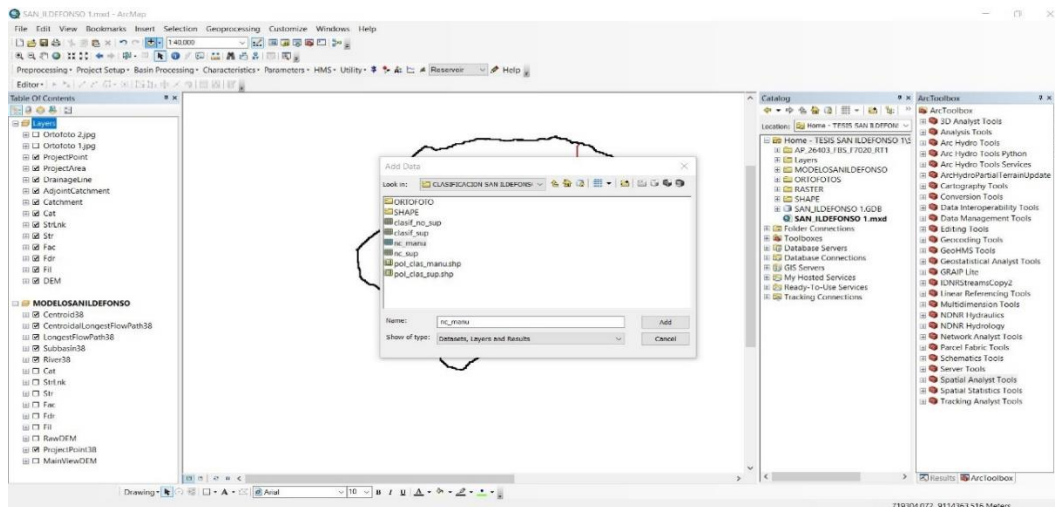 SAN_ILDEFONSO 1.mxd - ArcMap
File Edit View Bookmarks Insert Selection Geoprocessing Customize Windows Help
1:40,000
Preprocessing Project Setup Basin Processing Characteristics Parameters HMS Utility Reservoir Help
Editor
Table Of Contents
Layers
Ortofoto 2.jpg
Ortofoto 1.jpg
ProjectPoint
ProjectArea
DrainageLine
AdjointCatchment
Catchment
Cat
StrLnk
Str
Fac
Fdr
Fil
DEM
MODELOSANILDEFONSO
Centroid38
CentroidalLongestFlowPath38
LongestFlowPath38
Subbasin38
River38
Cat
StrLnk
Str
Fac
Fdr
Fil
RawDEM
ProjectPoint38
MainViewDEM
Add Data
Look in: CLASIFICACION SAN ILDEFONS
ORTOFOTO
SHAPE
clasif_no_sup
clasif_sup
nc_manu
nc_sup
pol_clas_manu.shp
pol_clas_sup.shp
Name: nc_manu Add
Show of type: Datasets, Layers and Results Cancel
Catalog
Location: Home - TESIS SAN ILDEFON
Home - TESIS SAN ILDEFONSO 1\S
AP_26403_FBS_F7020_RT1
Layers
MODELOSANILDEFONSO
ORTOFOTOS
RASTER
SHAPE
SAN_ILDEFONSO 1.GDB
SAN_ILDEFONSO 1.mxd
Folder Connections
Toolboxes
Database Servers
Database Connections
GIS Servers
My Hosted Services
Ready-To-Use Services
Tracking Connections
ArcToolbox
ArcToolbox
3D Analyst Tools
Analysis Tools
Arc Hydro Tools
Arc Hydro Tools Python
Arc Hydro Tools Services
ArcHydroPartialTerrainUpdate
Cartography Tools
Conversion Tools
Data Interoperability Tools
Data Management Tools
Editing Tools
Geocoding Tools
GeoHMS Tools
Geostatistical Analyst Tools
GRAIP Lite
IDNRStreamsCopy2
Linear Referencing Tools
Multidimension Tools
NDNR Hydraulics
NDNR Hydrology
Network Analyst Tools
Parcel Fabric Tools
Schematics Tools
Server Tools
Spatial Analyst Tools
Spatial Statistics Tools
Tracking Analyst Tools
Results ArcToolbox
Drawing A Arial 10 B I U A
719304.072 9114363.516 Meters